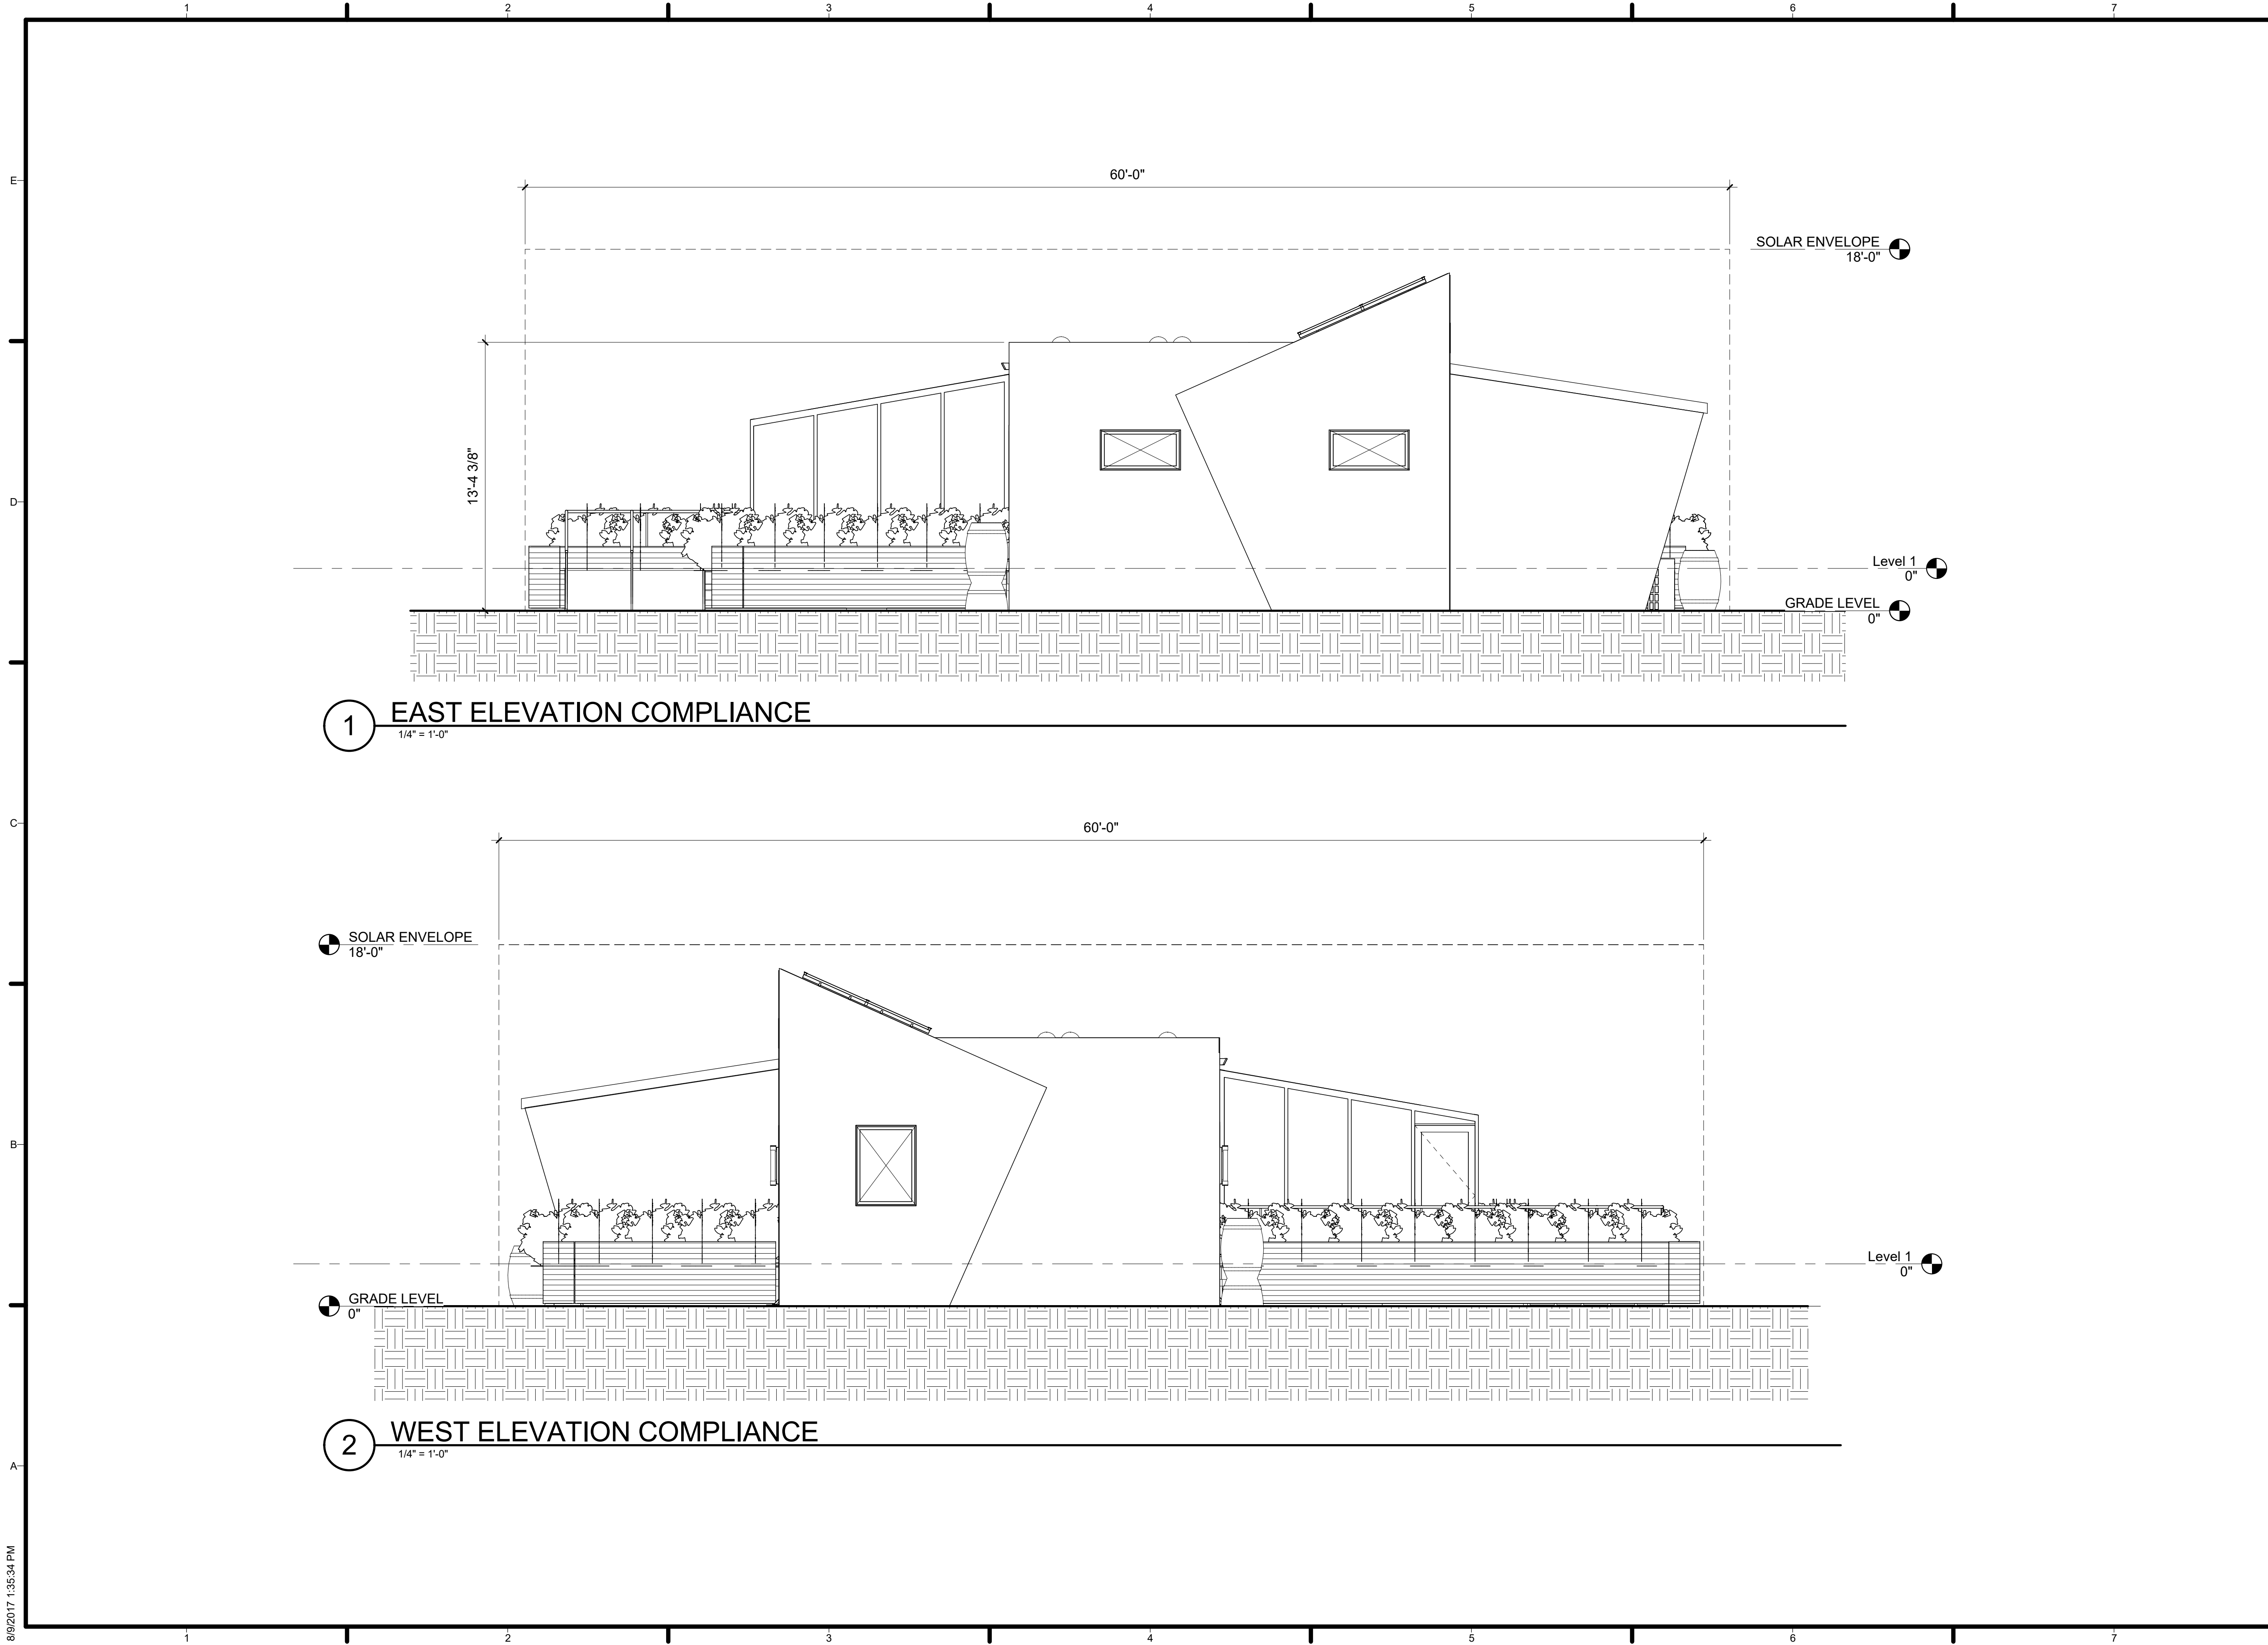 1 2 3 4 5 6 7
E
60'-0"
SOLAR ENVELOPE
18'-0"
13'-4 3/8"
D
Level 1
0"
GRADE LEVEL
0"
1 EAST ELEVATION COMPLIANCE
1/4" = 1'-0"
C
60'-0"
SOLAR ENVELOPE
18'-0"
B
Level 1
0"
GRADE LEVEL
0"
2 WEST ELEVATION COMPLIANCE
1/4" = 1'-0"
A
8/9/2017 1:35:34 PM
1 2 3 4 5 6 7